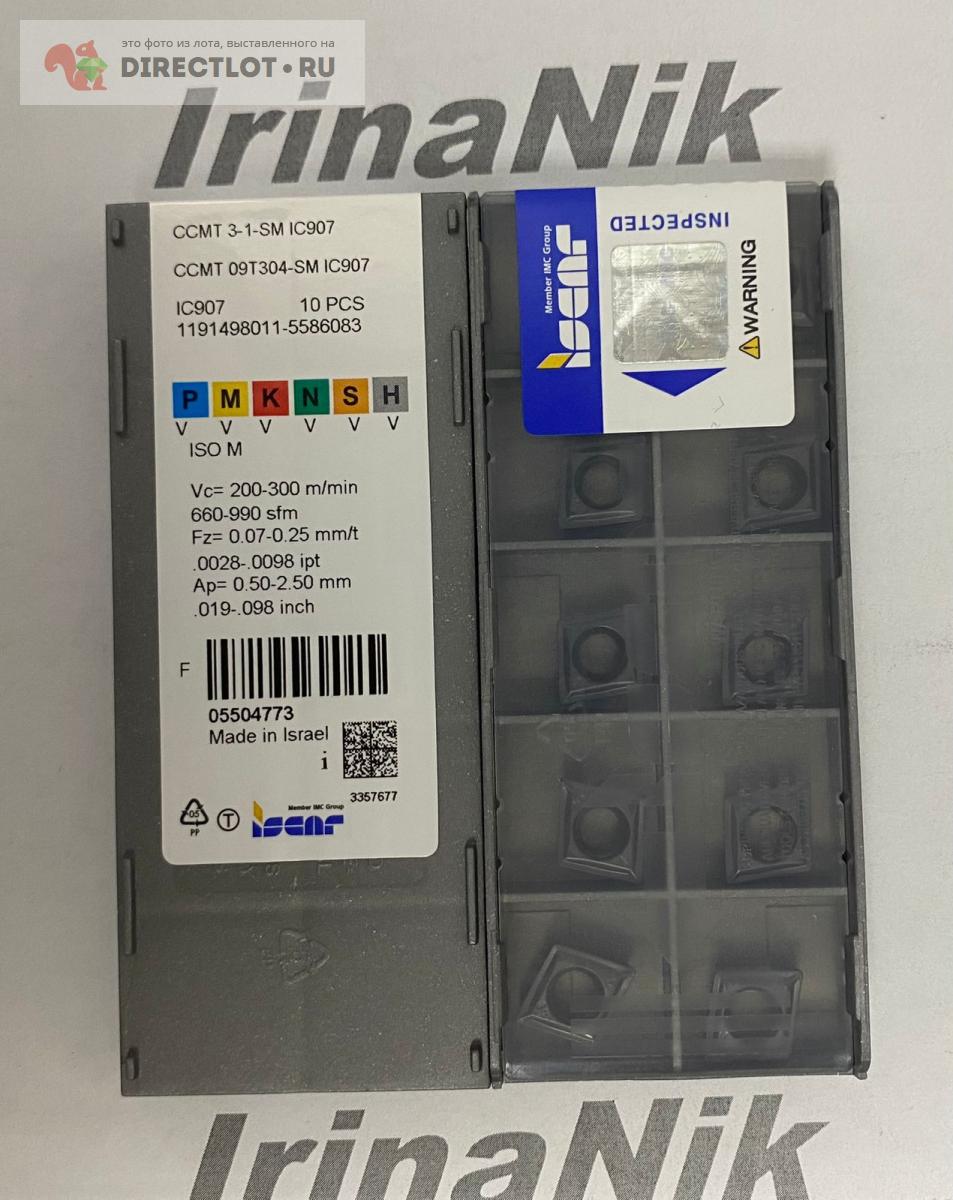 это фото из лота, выставленного на
DIRECTLOT.RU
IrinaNik
CCMT 3-1-SM IC907
CCMT 09T304-SM IC907
IC907 10 PCS
1191498011-5586083
P M K N S H
V V V V V V
ISO M
Vc= 200-300 m/min
660-990 sfm
Fz= 0.07-0.25 mm/t
.0028-.0098 ipt
Ap= 0.50-2.50 mm
.019-.098 inch
F
05504773
Made in Israel
i
3357677
05
PP
T
Member IMC Group
iscar
INSPECTED
Member IMC Group
iscar
WARNING
IrinaNik